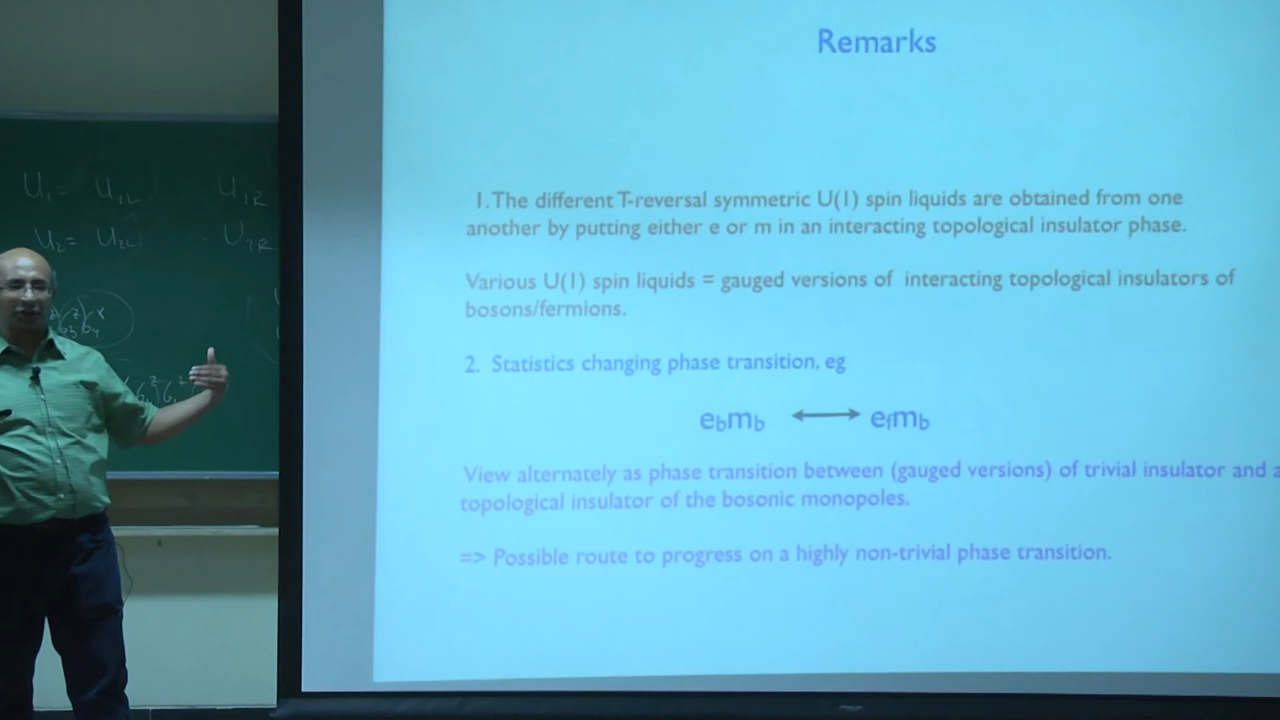 Remarks
1. The different T-reversal symmetric U(1) spin liquids are obtained from one
another by putting either e or m in an interacting topological insulator phase.
Various U(1) spin liquids = gauged versions of interacting topological insulators of
bosons/fermions.
2. Statistics changing phase transition, eg
ebmb ⟷ efmb
View alternately as phase transition between (gauged versions) of trivial insulator and a
topological insulator of the bosonic monopoles.
=> Possible route to progress on a highly non-trivial phase transition.
U1 = U1L U1R
U2 = U2L U2R